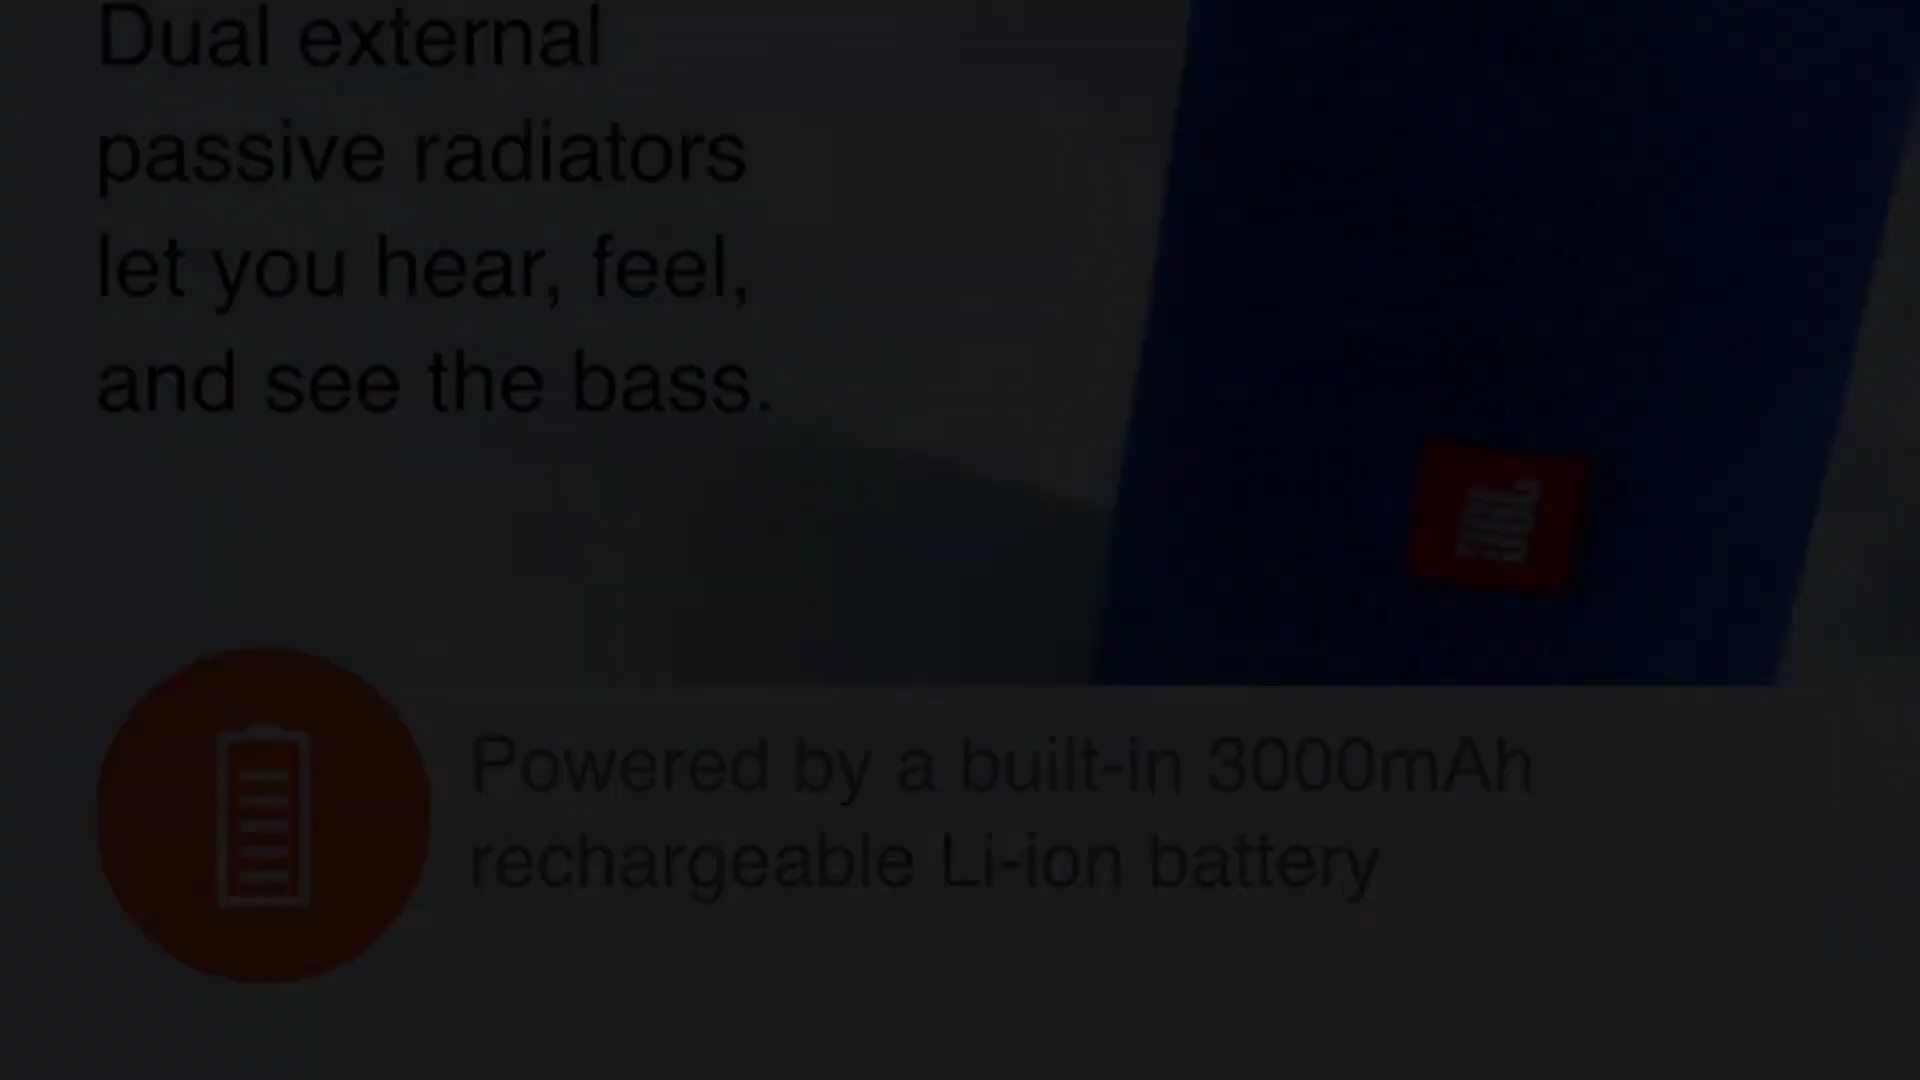 Dual external
passive radiators
let you hear, feel,
and see the bass.
JBL
Powered by a built-in 3000mAh
rechargeable Li-ion battery